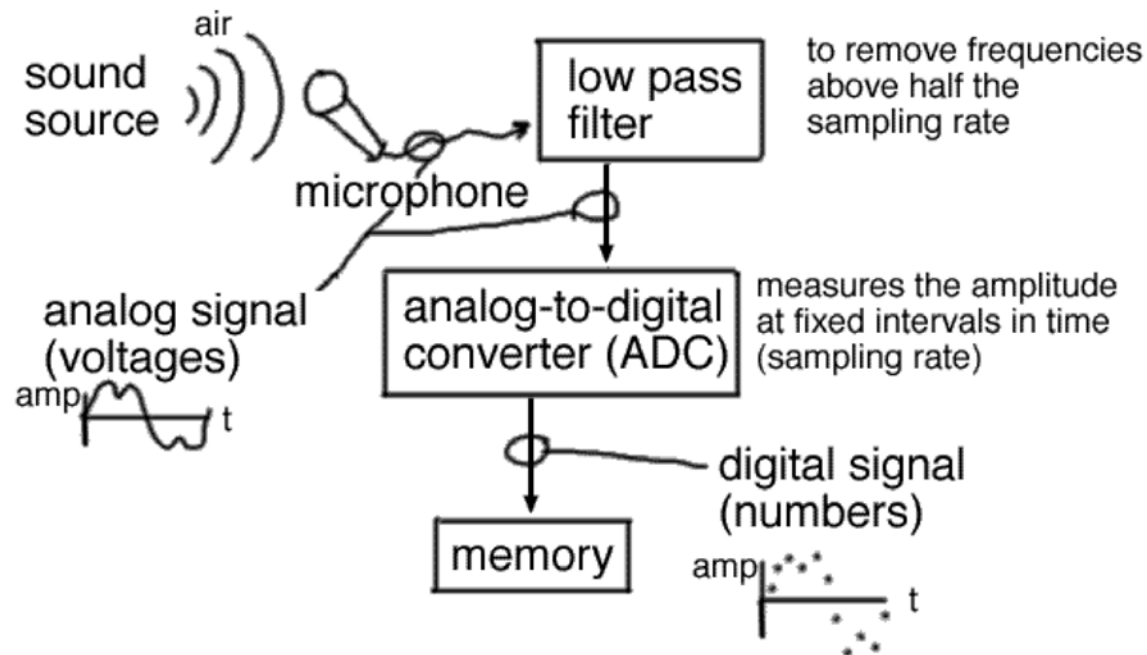 air
sound
source
low pass
filter
to remove frequencies
above half the
sampling rate
microphone
analog signal
(voltages)
amp
t
analog-to-digital
converter (ADC)
measures the amplitude
at fixed intervals in time
(sampling rate)
digital signal
(numbers)
amp
t
memory